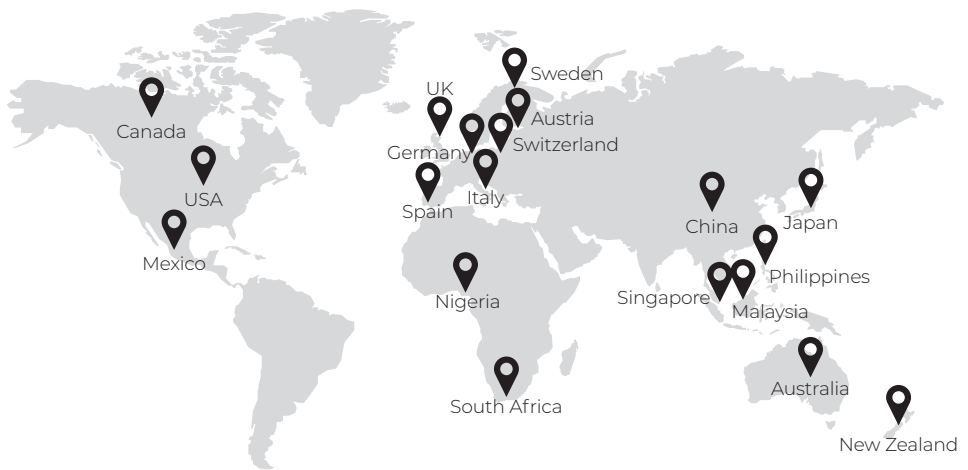 Sweden
UK
Canada
Austria
Switzerland
Germany
USA
Italy
Spain
China
Japan
Mexico
Philippines
Nigeria
Singapore
Malaysia
Australia
South Africa
New Zealand